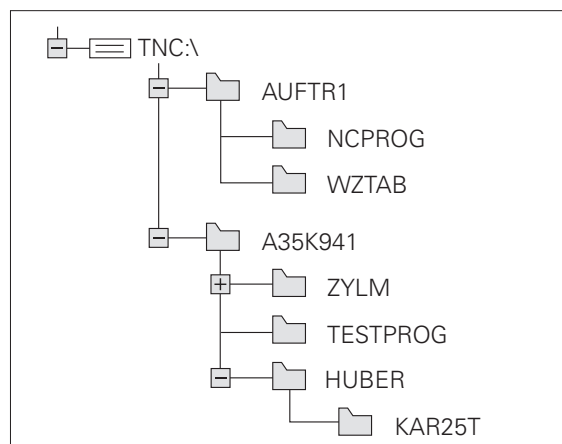 TNC:\
AUFTR1
NCPROG
WZTAB
A35K941
ZYLM
TESTPROG
HUBER
KAR25T